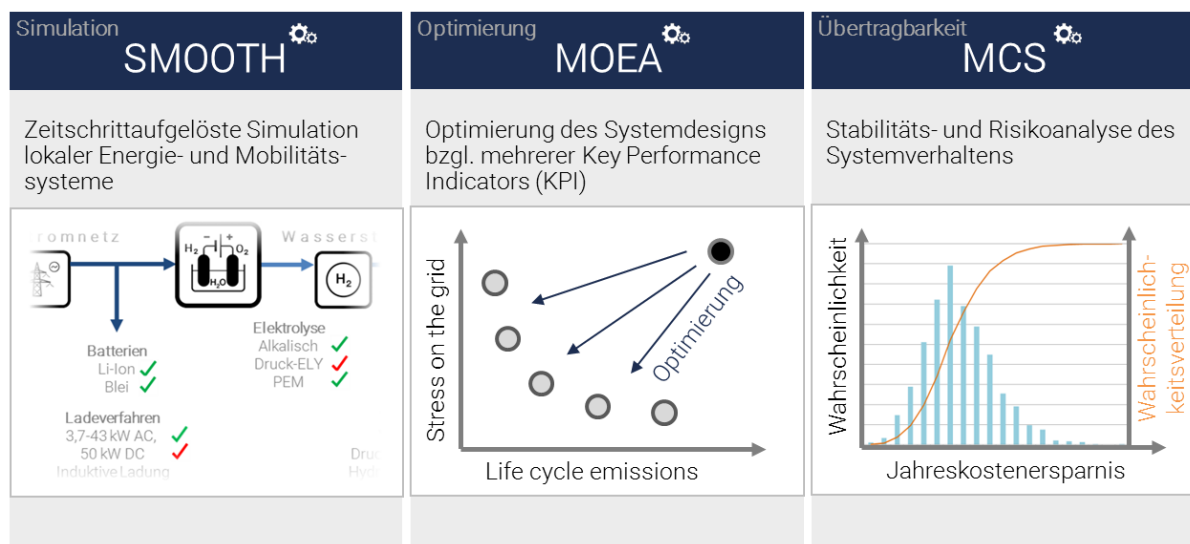 Simulation
SMOOTH
Zeitschrittaufgelöste Simulation
lokaler Energie- und Mobilitäts-
systeme
romnetz
Wasserst
H₂
− +
O₂
H₂O
H₂
Batterien
Li-Ion
Blei
Elektrolyse
Alkalisch
Druck-ELY
PEM
Ladeverfahren
3,7-43 kW AC,
50 kW DC
Induktive Ladung
Druc
Hydr
Optimierung
MOEA
Optimierung des Systemdesigns
bzgl. mehrerer Key Performance
Indicators (KPI)
Stress on the grid
Optimierung
Life cycle emissions
Übertragbarkeit
MCS
Stabilitäts- und Risikoanalyse des
Systemverhaltens
Wahrscheinlichkeit
Wahrscheinlich-
keitsverteilung
Jahreskostenersparnis